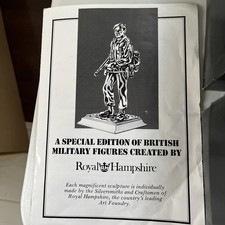 A SPECIAL EDITION OF BRITISH
MILITARY FIGURES CREATED BY
Royal Hampshire
Each magnificent sculpture is individually
made by the Silversmiths and Craftsmen of
Royal Hampshire, the country's leading
Art Foundry.